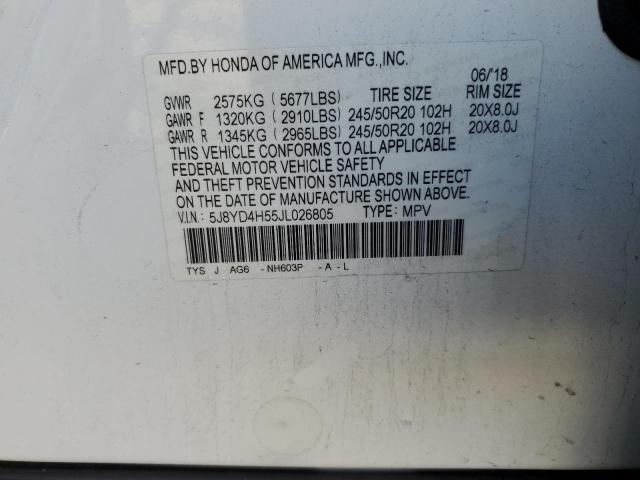 MFD.BY HONDA OF AMERICA MFG.,INC.
06/'18
GVWR 2575KG (5677LBS) TIRE SIZE RIM SIZE
GAWR F 1320KG (2910LBS) 245/50R20 102H 20X8.0J
GAWR R 1345KG (2965LBS) 245/50R20 102H 20X8.0J
THIS VEHICLE CONFORMS TO ALL APPLICABLE
FEDERAL MOTOR VEHICLE SAFETY
AND THEFT PREVENTION STANDARDS IN EFFECT
ON THE DATE OF MANUFACTURE SHOWN ABOVE.
V.I.N.: 5J8YD4H55JL026805 TYPE: MPV
TYS J AG6 -NH603P -A-L